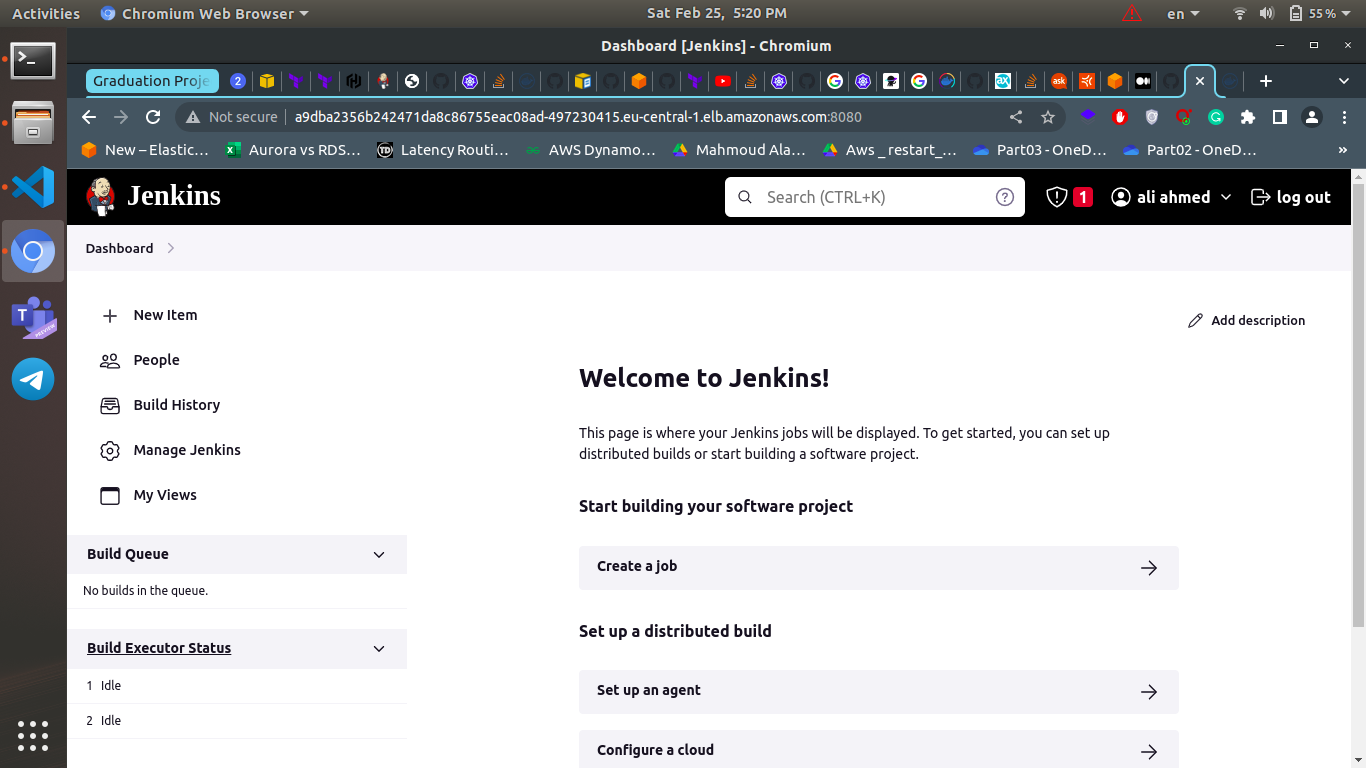 Activities Chromium Web Browser Sat Feb 25, 5:20 PM en 55%
Dashboard [Jenkins] - Chromium
Graduation Proje 2 ask
Not secure a9dba2356b242471da8c86755eac08ad-497230415.eu-central-1.elb.amazonaws.com:8080
New – Elastic… Aurora vs RDS… Latency Routi… AWS Dynamo… Mahmoud Ala… Aws _ restart_… Part03 - OneD… Part02 - OneD… »
Jenkins Search (CTRL+K) ? 1 ali ahmed log out
Dashboard
New Item
Add description
People
Build History
Manage Jenkins
My Views
Welcome to Jenkins!
This page is where your Jenkins jobs will be displayed. To get started, you can set up
distributed builds or start building a software project.
Start building your software project
Create a job
Set up a distributed build
Set up an agent
Configure a cloud
Build Queue
No builds in the queue.
Build Executor Status
1 Idle
2 Idle